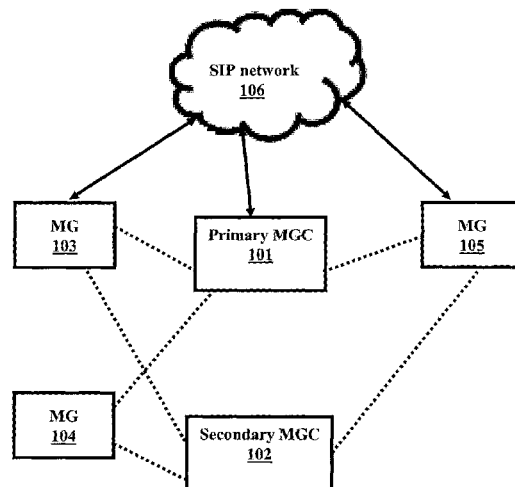 SIP network
106
MG
103
Primary MGC
101
MG
105
MG
104
Secondary MGC
102